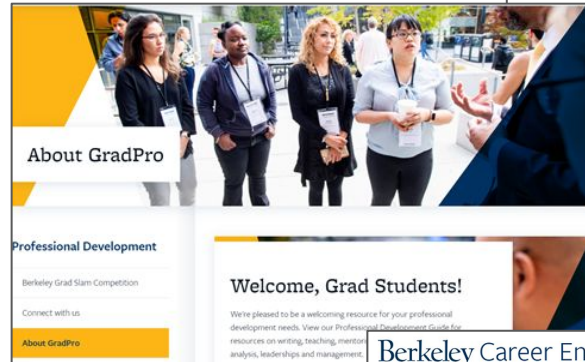 About GradPro
Professional Development
Berkeley Grad Slam Competition
Connect with us
About GradPro
Welcome, Grad Students!
We're pleased to be a welcoming resource for your professional
development needs. View our Professional Development Guide for
resources on writing, teaching, mentori
analysis, leaderships and management.
Berkeley Career En